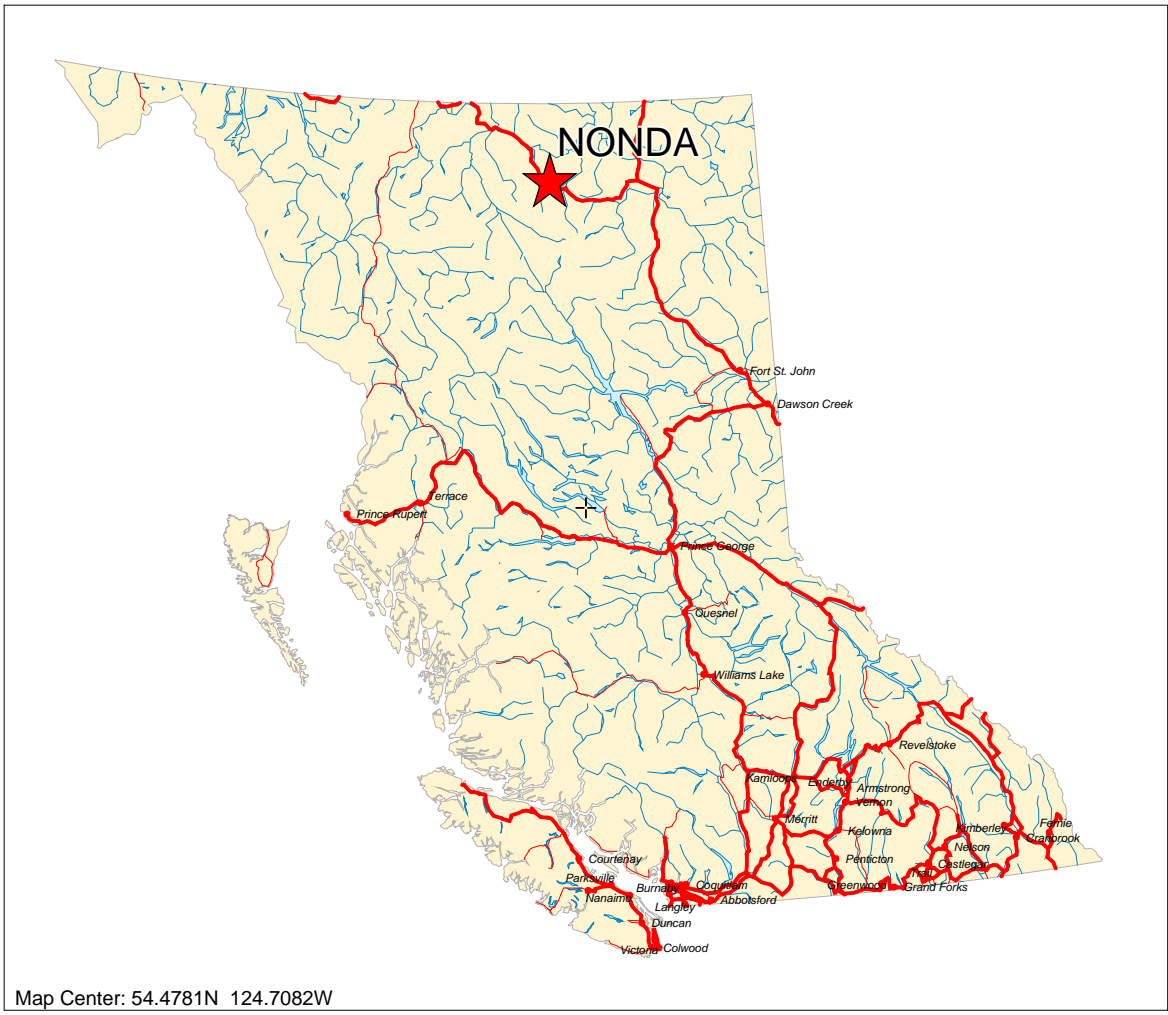 NONDA
Fort St. John
Dawson Creek
Terrace
Prince Rupert
Prince George
Quesnel
Williams Lake
Revelstoke
Kamloops
Enderby
Armstrong
Vernon
Merritt
Kelowna
Kimberley
Fernie
Cranbrook
Nelson
Courtenay
Penticton
Castlegar
Trail
Parksville
Burnaby
Coquitlam
Greenwood
Grand Forks
Nanaimo
Langley
Abbotsford
Duncan
Victoria
Colwood
Map Center: 54.4781N 124.7082W